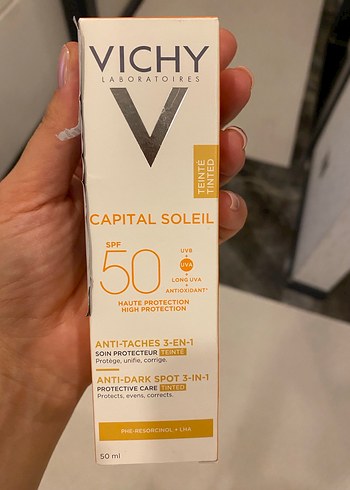 VICHY
LABORATOIRES
TEINTÉ
TINTED
CAPITAL SOLEIL
SPF
50
UVB
+
UVA
+
LONG UVA
+
ANTIOXIDANT*
HAUTE PROTECTION
HIGH PROTECTION
ANTI-TACHES 3-EN-1
SOIN PROTECTEUR TEINTÉ
Protège, unifie, corrige.
ANTI-DARK SPOT 3-IN-1
PROTECTIVE CARE TINTED
Protects, evens, corrects.
PHE-RESORCINOL + LHA
50 ml